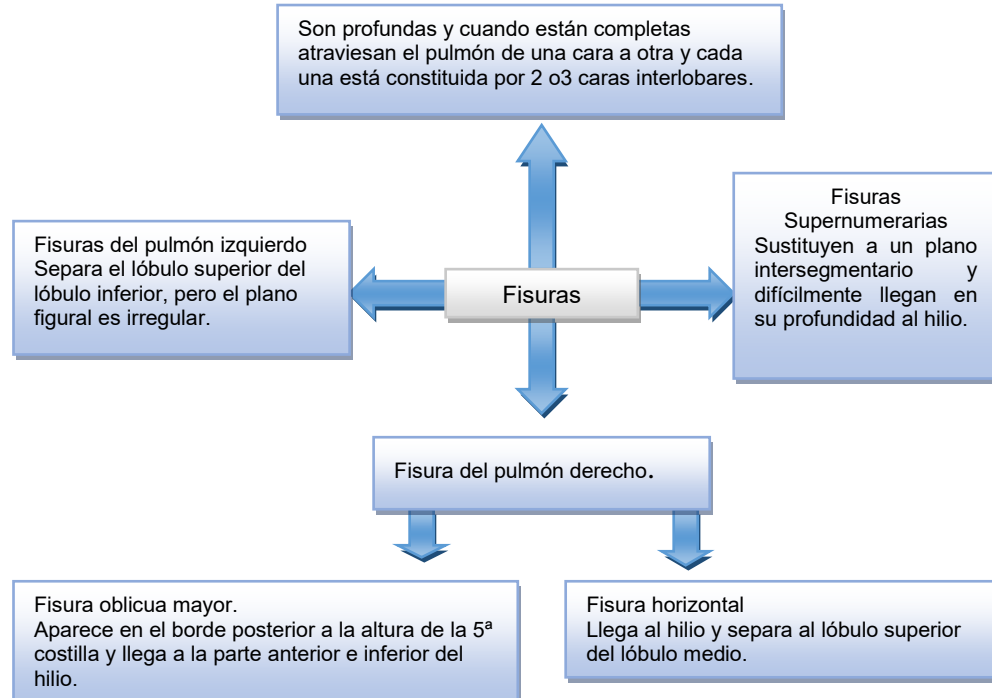 Son profundas y cuando están completas
atraviesan el pulmón de una cara a otra y cada
una está constituida por 2 o3 caras interlobares.
Fisuras del pulmón izquierdo
Separa el lóbulo superior del
lóbulo inferior, pero el plano
figural es irregular.
Fisuras
Fisuras
Supernumerarias
Sustituyen a un plano
intersegmentario y
difícilmente llegan en
su profundidad al hilio.
Fisura del pulmón derecho.
Fisura oblicua mayor.
Aparece en el borde posterior a la altura de la 5ª
costilla y llega a la parte anterior e inferior del
hilio.
Fisura horizontal
Llega al hilio y separa al lóbulo superior
del lóbulo medio.